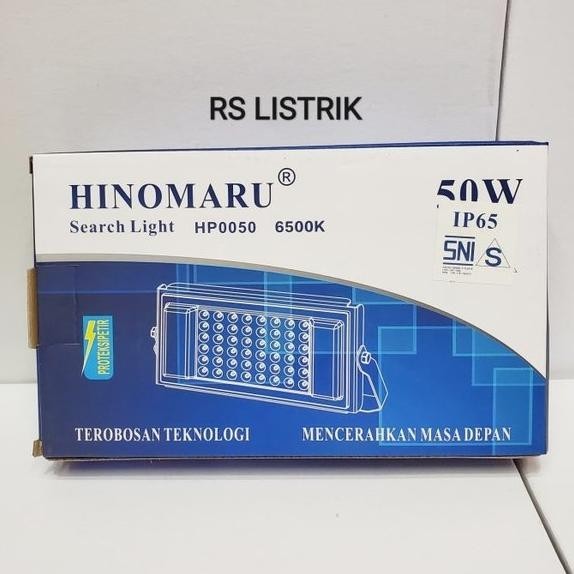 RS LISTRIK
HINOMARU®
50W
Search Light HP0050 6500K
IP65
SNI S
PROTEKSI PETIR
TEROBOSAN TEKNOLOGI
MENCERAHKAN MASA DEPAN